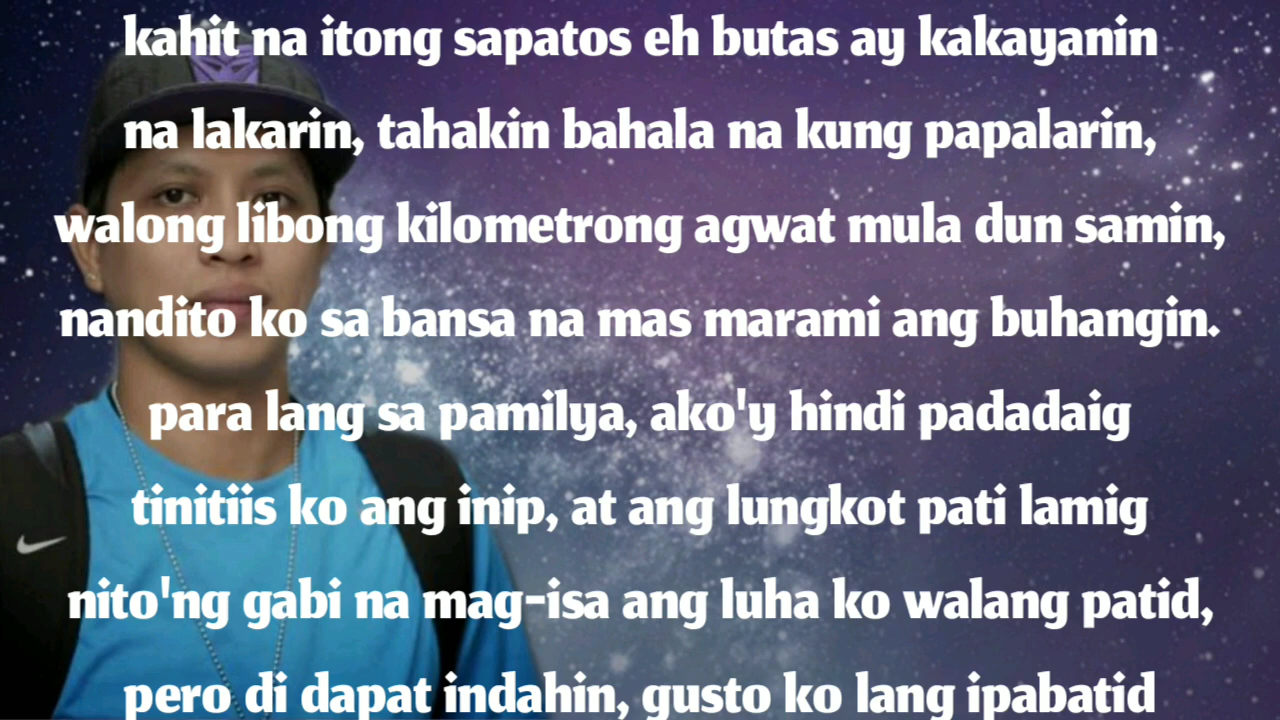 kahit na itong sapatos eh butas ay kakayanin
na lakarin, tahakin bahala na kung papalarin,
walong libong kilometrong agwat mula dun samin,
nandito ko sa bansa na mas marami ang buhangin.
para lang sa pamilya, ako'y hindi padadaig
tinitiis ko ang inip, at ang lungkot pati lamig
nito'ng gabi na mag-isa ang luha ko walang patid,
pero di dapat indahin, gusto ko lang ipabatid